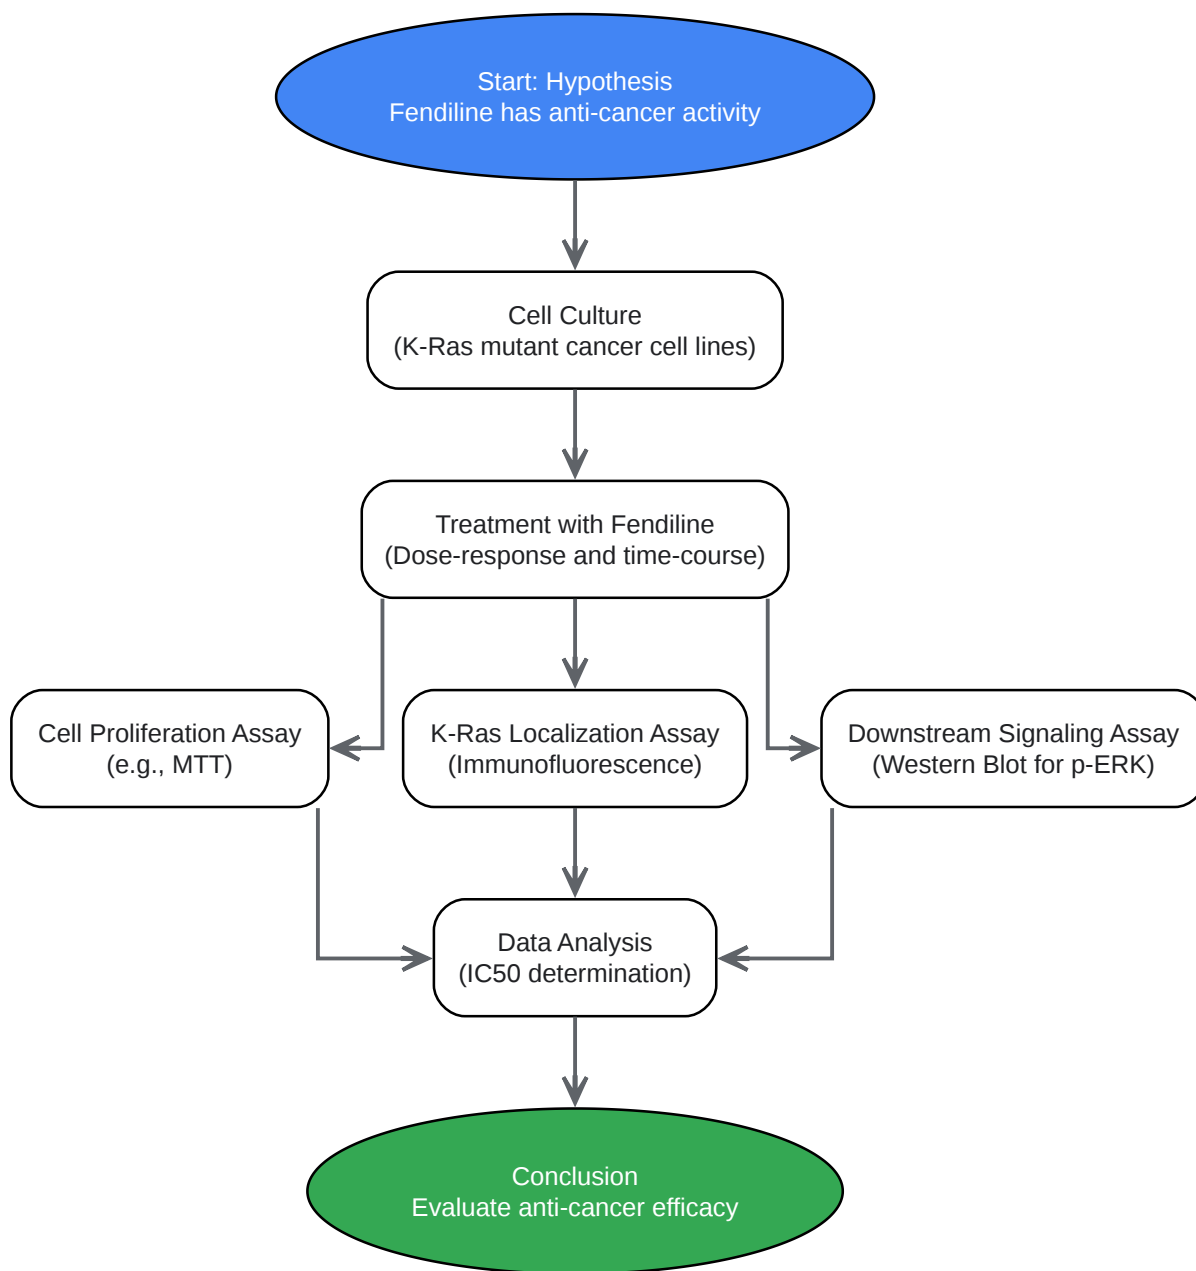 Start: Hypothesis
Fendiline has anti-cancer activity
Cell Culture
(K-Ras mutant cancer cell lines)
Treatment with Fendiline
(Dose-response and time-course)
Cell Proliferation Assay
(e.g., MTT)
K-Ras Localization Assay
(Immunofluorescence)
Downstream Signaling Assay
(Western Blot for p-ERK)
Data Analysis
(IC50 determination)
Conclusion
Evaluate anti-cancer efficacy